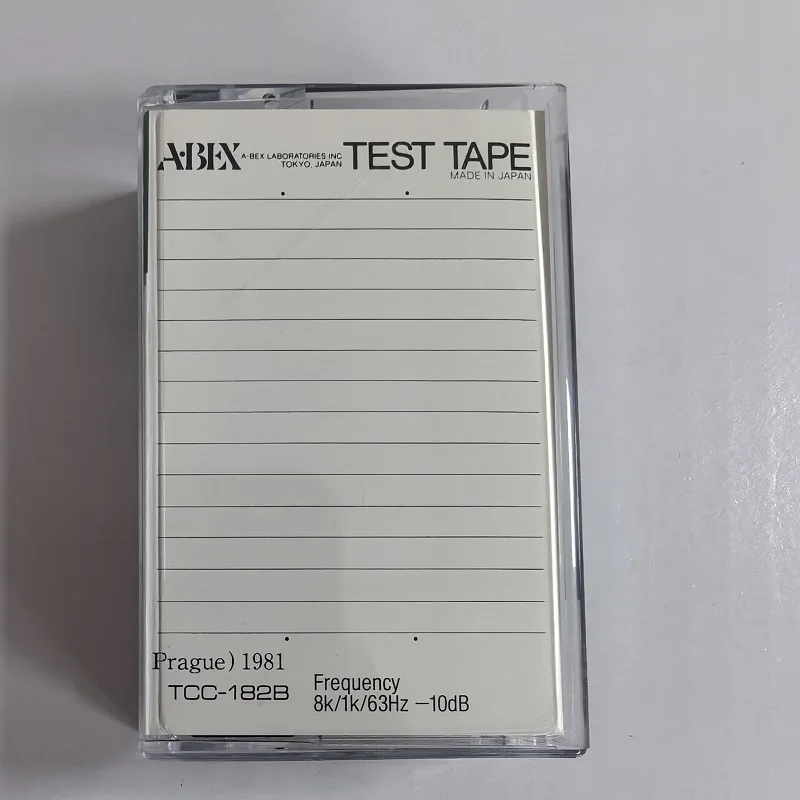 A·BEX A-BEX LABORATORIES INC TEST TAPE
TOKYO, JAPAN
MADE IN JAPAN
Prague) 1981
TCC-182B Frequency
8k/1k/63Hz −10dB